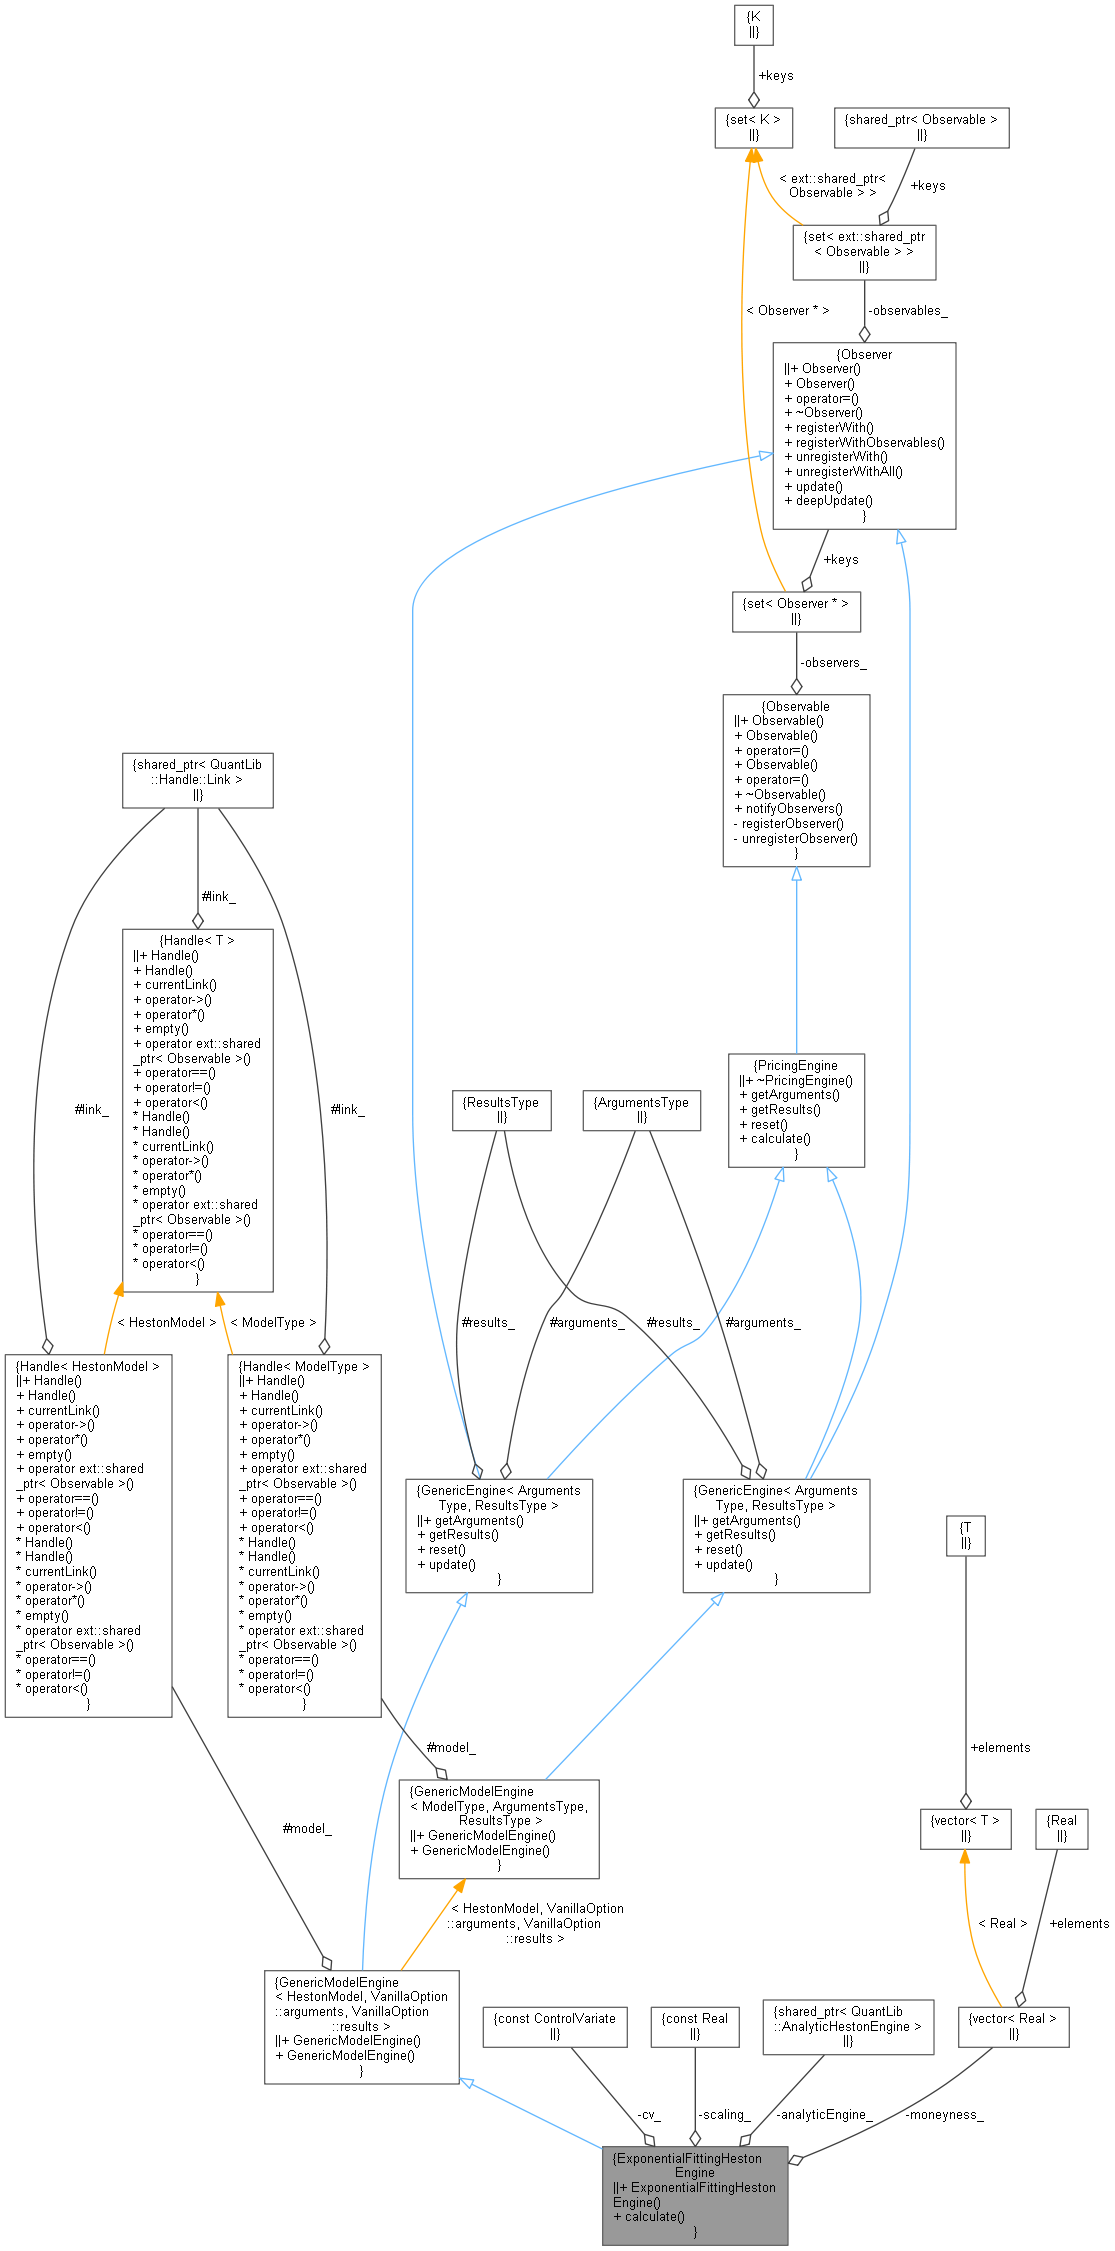 {K
||}
+keys
{set< K >
||}
{shared_ptr< Observable >
||}
< ext::shared_ptr<
Observable > >
+keys
{set< ext::shared_ptr
< Observable > >
||}
< Observer * >
-observables_
{Observer
||+ Observer()
+ Observer()
+ operator=()
+ ~Observer()
+ registerWith()
+ registerWithObservables()
+ unregisterWith()
+ unregisterWithAll()
+ update()
+ deepUpdate()
}
+keys
{set< Observer * >
||}
-observers_
{Observable
||+ Observable()
+ Observable()
+ operator=()
+ Observable()
+ operator=()
+ ~Observable()
+ notifyObservers()
- registerObserver()
- unregisterObserver()
}
{shared_ptr< QuantLib
::Handle::Link >
||}
#link_
{Handle< T >
||+ Handle()
+ Handle()
+ currentLink()
+ operator->()
+ operator*()
+ empty()
+ operator ext::shared
_ptr< Observable >()
+ operator==()
+ operator!=()
+ operator<()
* Handle()
* Handle()
* currentLink()
* operator->()
* operator*()
* empty()
* operator ext::shared
_ptr< Observable >()
* operator==()
* operator!=()
* operator<()
}
#link_
#link_
{PricingEngine
||+ ~PricingEngine()
+ getArguments()
+ getResults()
+ reset()
+ calculate()
}
{ResultsType
||}
{ArgumentsType
||}
< HestonModel >
< ModelType >
#results_
#arguments_
#results_
#arguments_
{Handle< HestonModel >
||+ Handle()
+ Handle()
+ currentLink()
+ operator->()
+ operator*()
+ empty()
+ operator ext::shared
_ptr< Observable >()
+ operator==()
+ operator!=()
+ operator<()
* Handle()
* Handle()
* currentLink()
* operator->()
* operator*()
* empty()
* operator ext::shared
_ptr< Observable >()
* operator==()
* operator!=()
* operator<()
}
{Handle< ModelType >
||+ Handle()
+ Handle()
+ currentLink()
+ operator->()
+ operator*()
+ empty()
+ operator ext::shared
_ptr< Observable >()
+ operator==()
+ operator!=()
+ operator<()
* Handle()
* Handle()
* currentLink()
* operator->()
* operator*()
* empty()
* operator ext::shared
_ptr< Observable >()
* operator==()
* operator!=()
* operator<()
}
{GenericEngine< Arguments
Type, ResultsType >
||+ getArguments()
+ getResults()
+ reset()
+ update()
}
{GenericEngine< Arguments
Type, ResultsType >
||+ getArguments()
+ getResults()
+ reset()
+ update()
}
{T
||}
#model_
+elements
{GenericModelEngine
< ModelType, ArgumentsType,
ResultsType >
||+ GenericModelEngine()
+ GenericModelEngine()
}
#model_
{vector< T >
||}
{Real
||}
< HestonModel, VanillaOption
::arguments, VanillaOption
::results >
< Real >
+elements
{GenericModelEngine
< HestonModel, VanillaOption
::arguments, VanillaOption
::results >
||+ GenericModelEngine()
+ GenericModelEngine()
}
{const ControlVariate
||}
{const Real
||}
{shared_ptr< QuantLib
::AnalyticHestonEngine >
||}
{vector< Real >
||}
-cv_
-scaling_
-analyticEngine_
-moneyness_
{ExponentialFittingHeston
Engine
||+ ExponentialFittingHeston
Engine()
+ calculate()
}